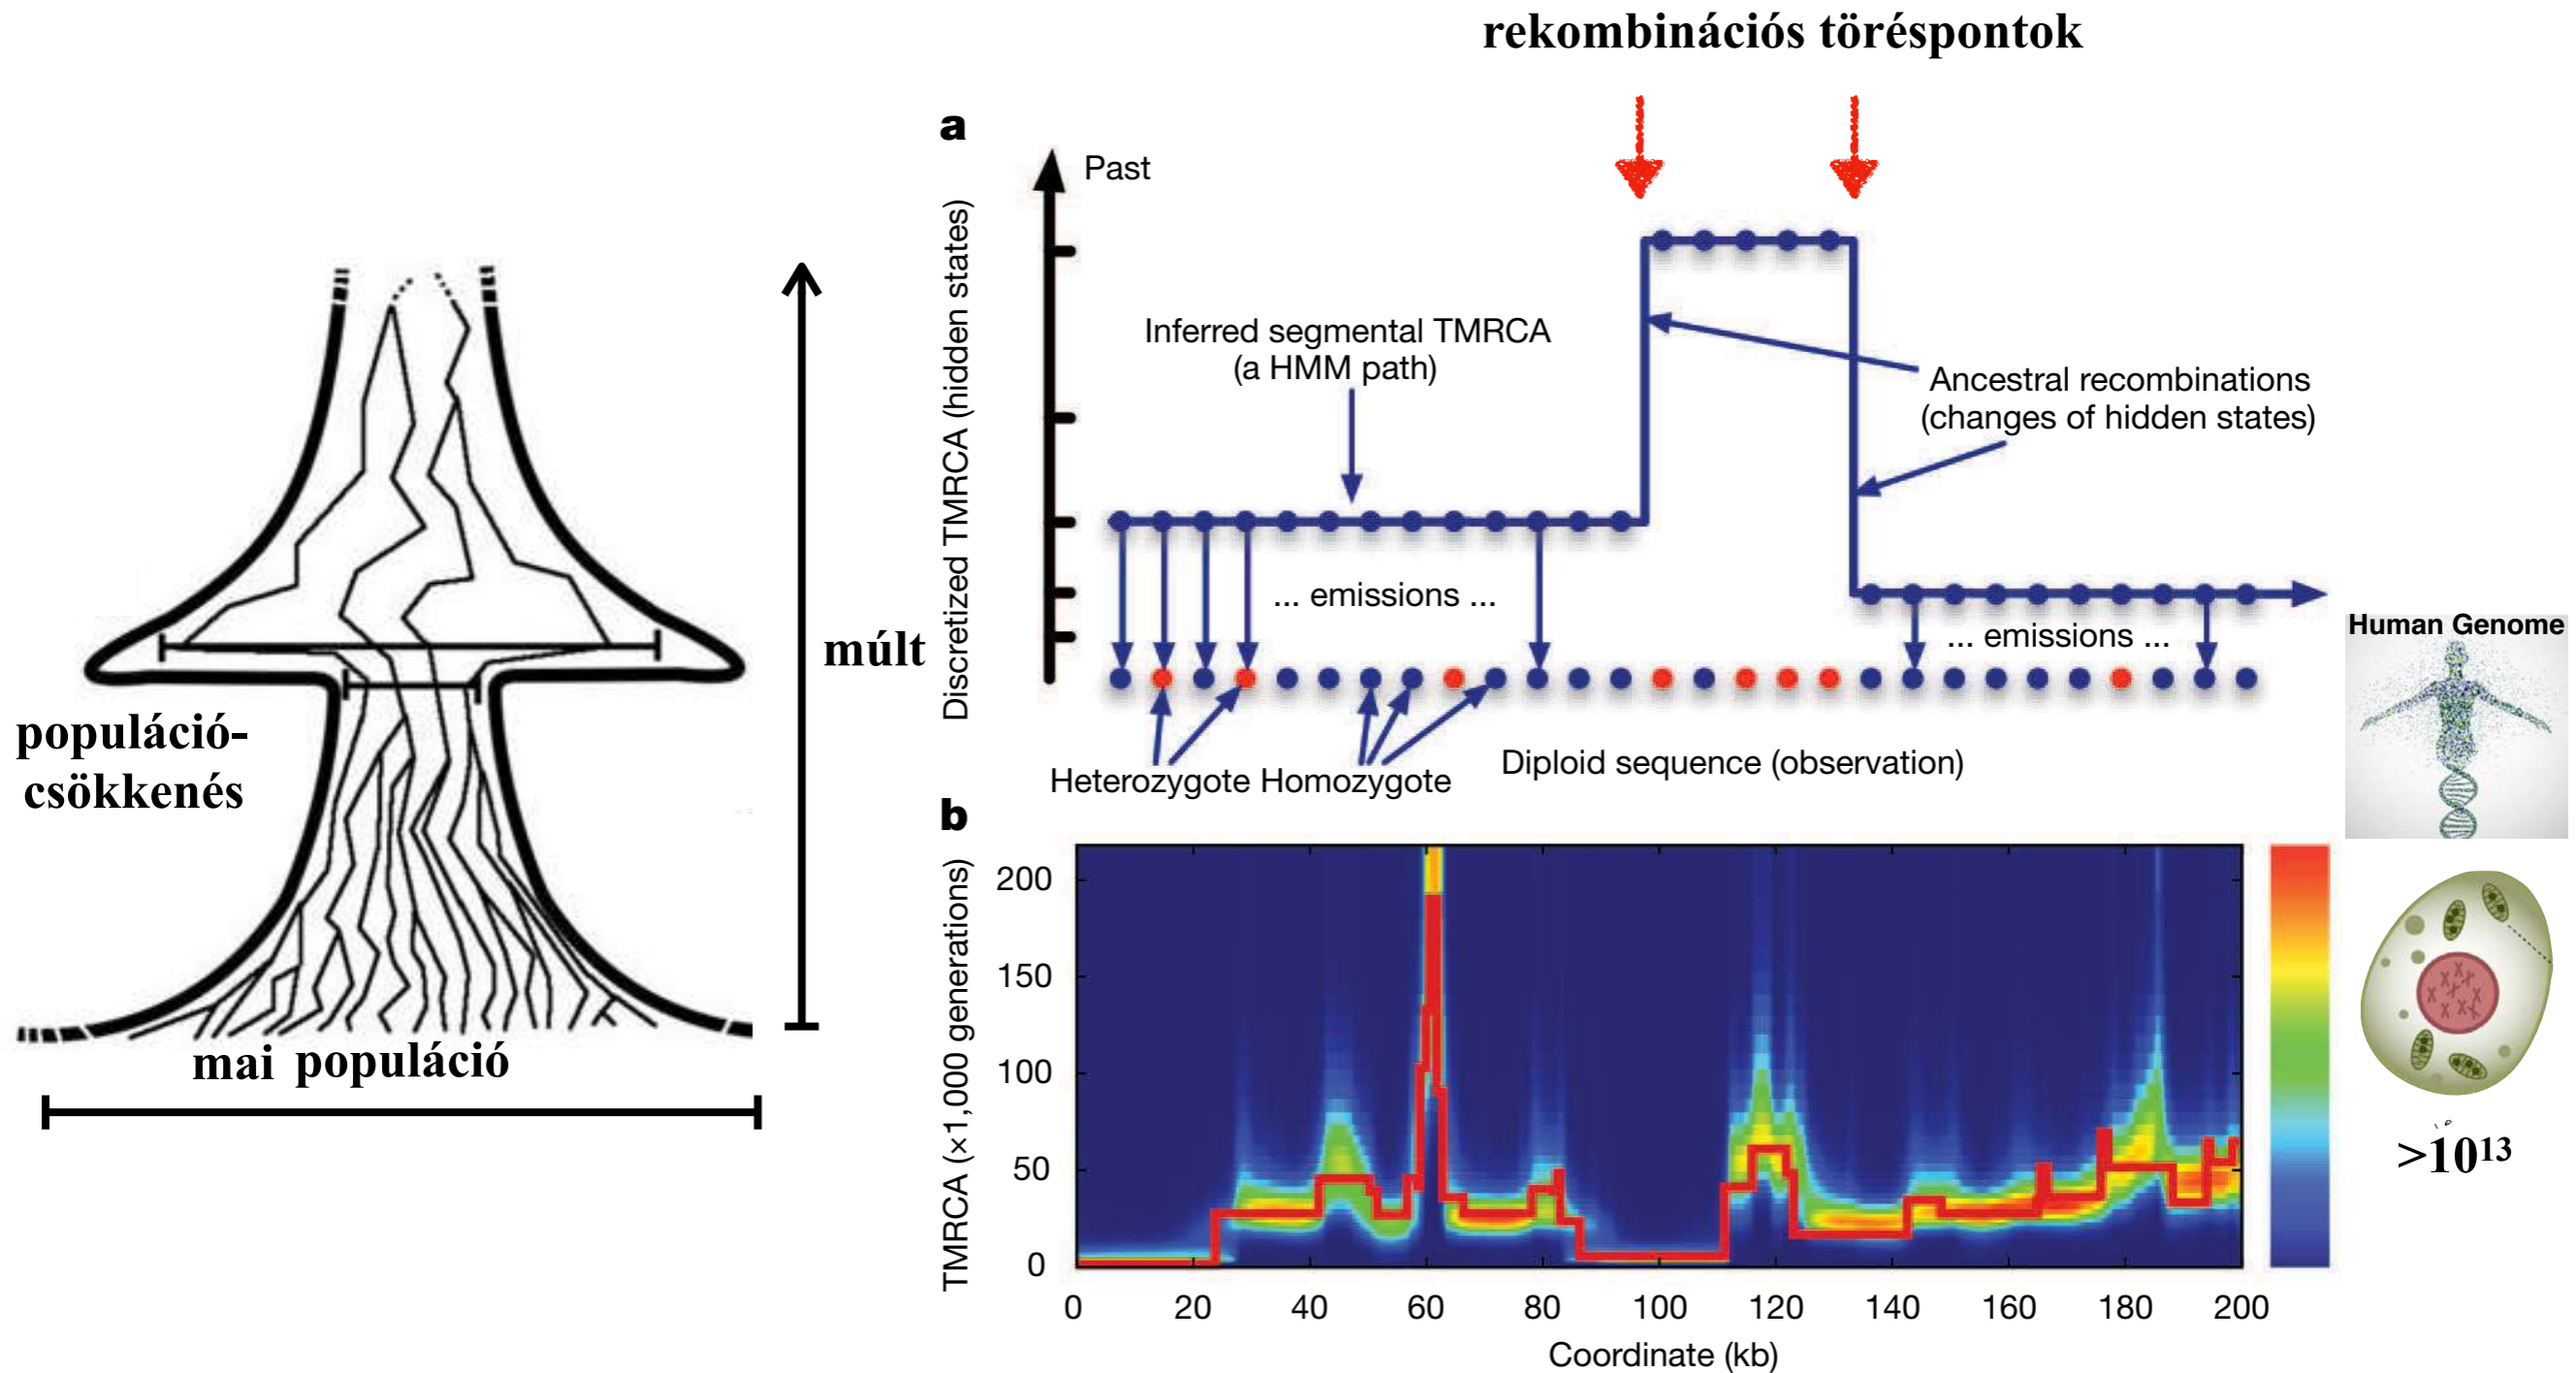 rekombinációs töréspontok
a
Past
Discretized TMRCA (hidden states)
Inferred segmental TMRCA
(a HMM path)
Ancestral recombinations
(changes of hidden states)
... emissions ...
... emissions ...
Heterozygote Homozygote
Diploid sequence (observation)
múlt
populáció-
csökkenés
mai populáció
Human Genome
>10¹³
b
TMRCA (×1,000 generations)
200
150
100
50
0
0 20 40 60 80 100 120 140 160 180 200
Coordinate (kb)